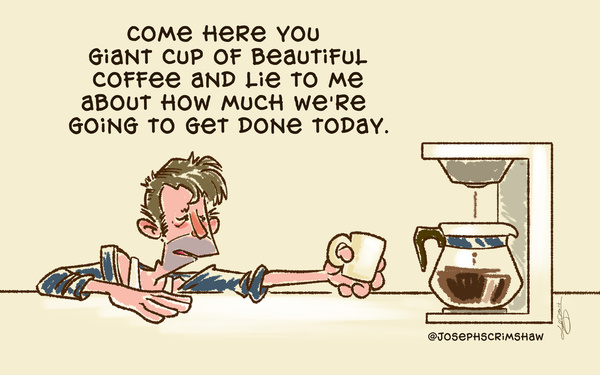 COME HERE YOU
GIANT CUP OF BEAUTIFUL
COFFEE AND LIE TO ME
ABOUT HOW MUCH WE'RE
GOING TO GET DONE TODAY.
@JOSEPHSCRIMSHAW